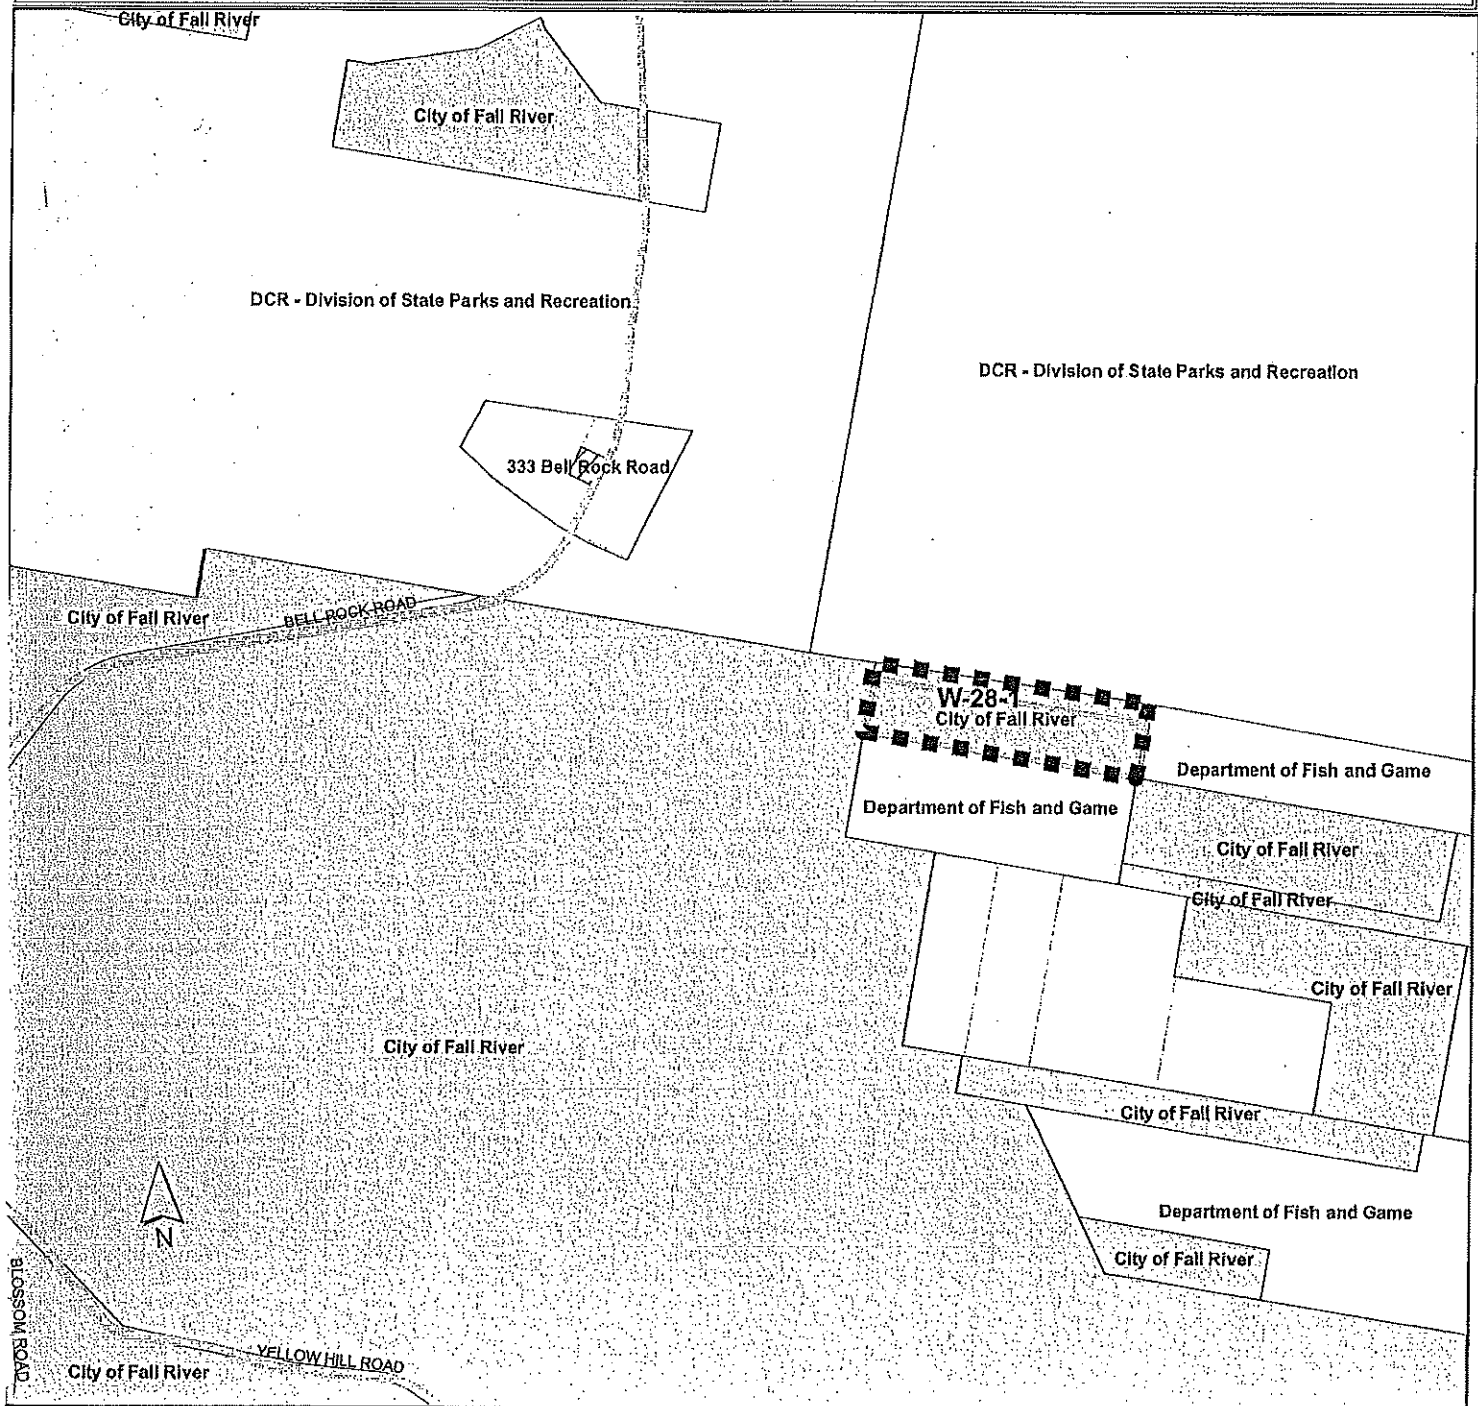 City of Fall River
City of Fall River
DCR - Division of State Parks and Recreation
DCR - Division of State Parks and Recreation
333 Bell Rock Road
City of Fall River
BELL ROCK ROAD
W-28-1
City of Fall River
Department of Fish and Game
Department of Fish and Game
City of Fall River
City of Fall River
City of Fall River
City of Fall River
City of Fall River
Department of Fish and Game
N
City of Fall River
BLOSSOM ROAD
YELLOW HILL ROAD
City of Fall River